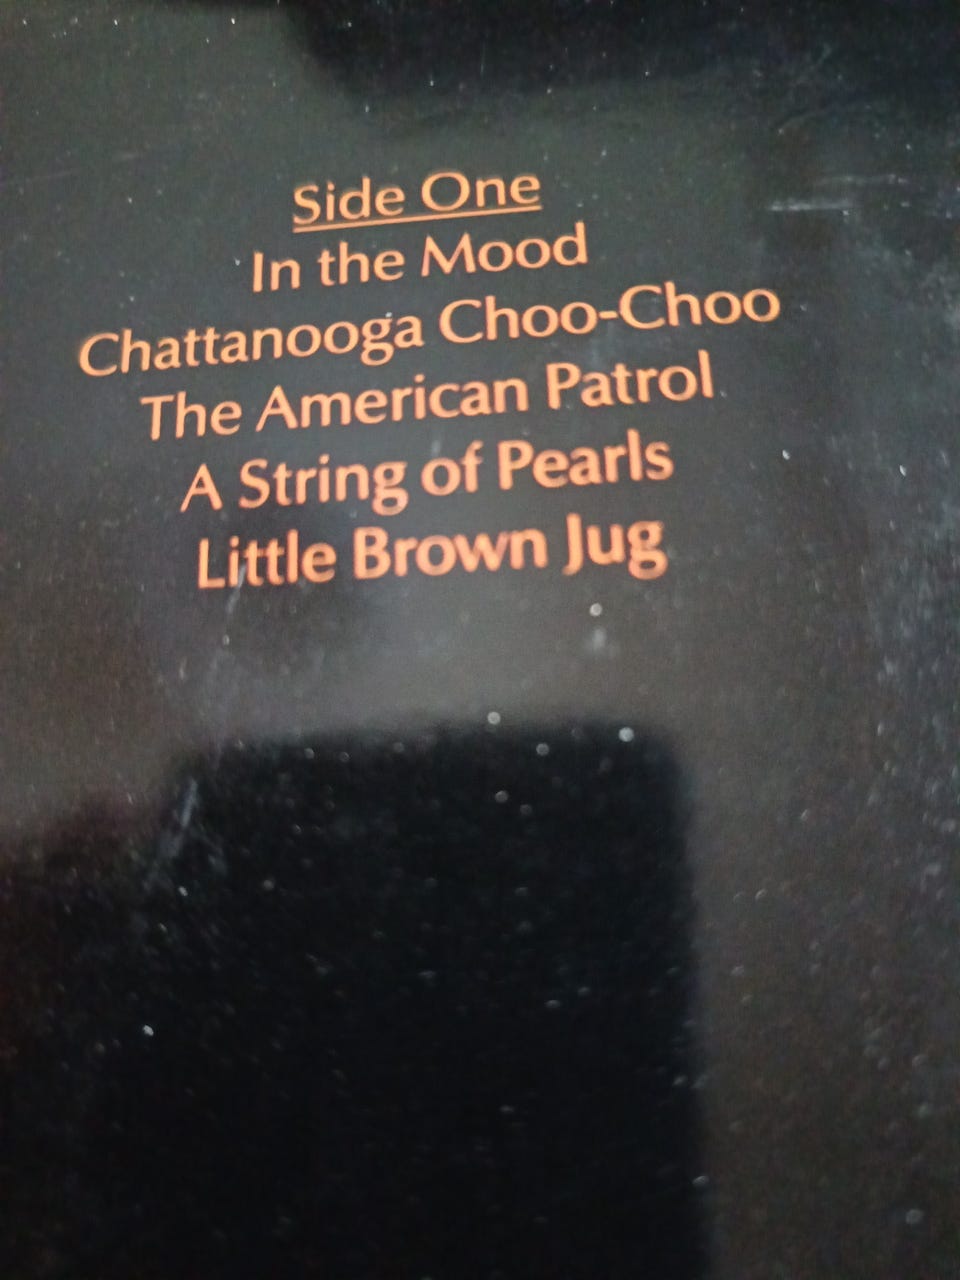 Side One
In the Mood
Chattanooga Choo-Choo
The American Patrol
A String of Pearls
Little Brown Jug